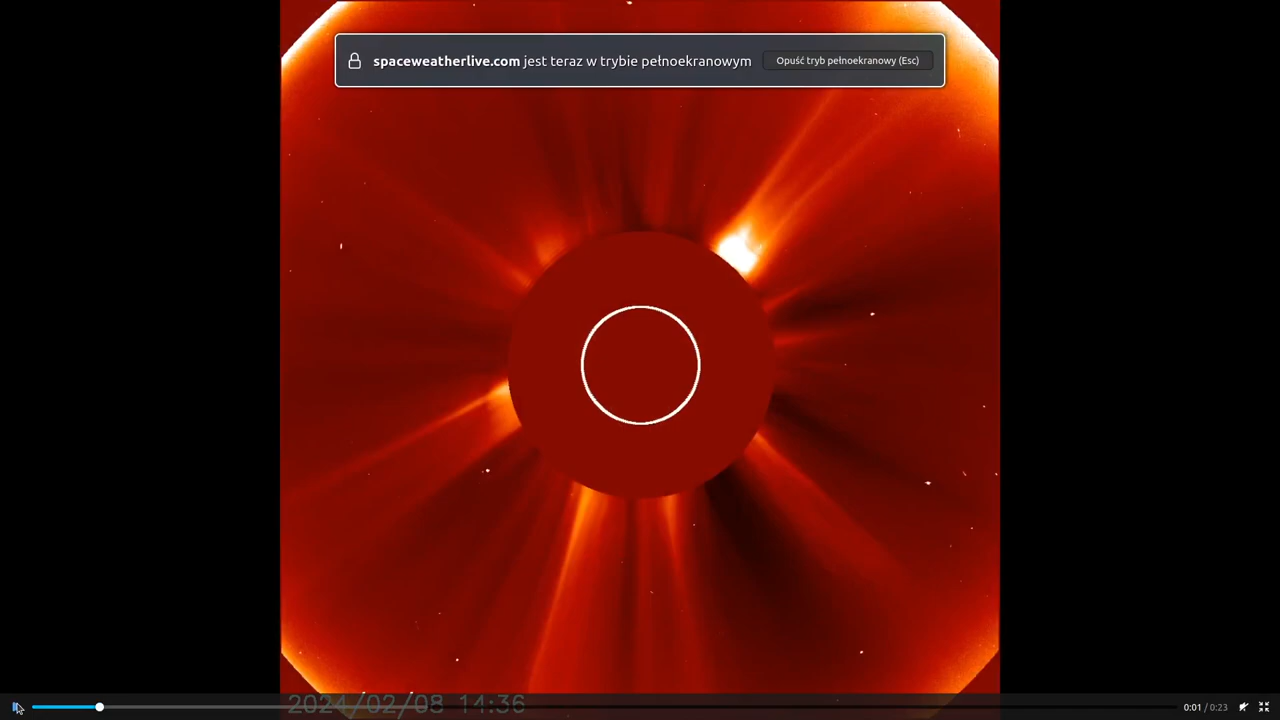 spaceweatherlive.com jest teraz w trybie pełnoekranowym
Opuść tryb pełnoekranowy (Esc)
2024/02/08 14:36
0:01 / 0:23